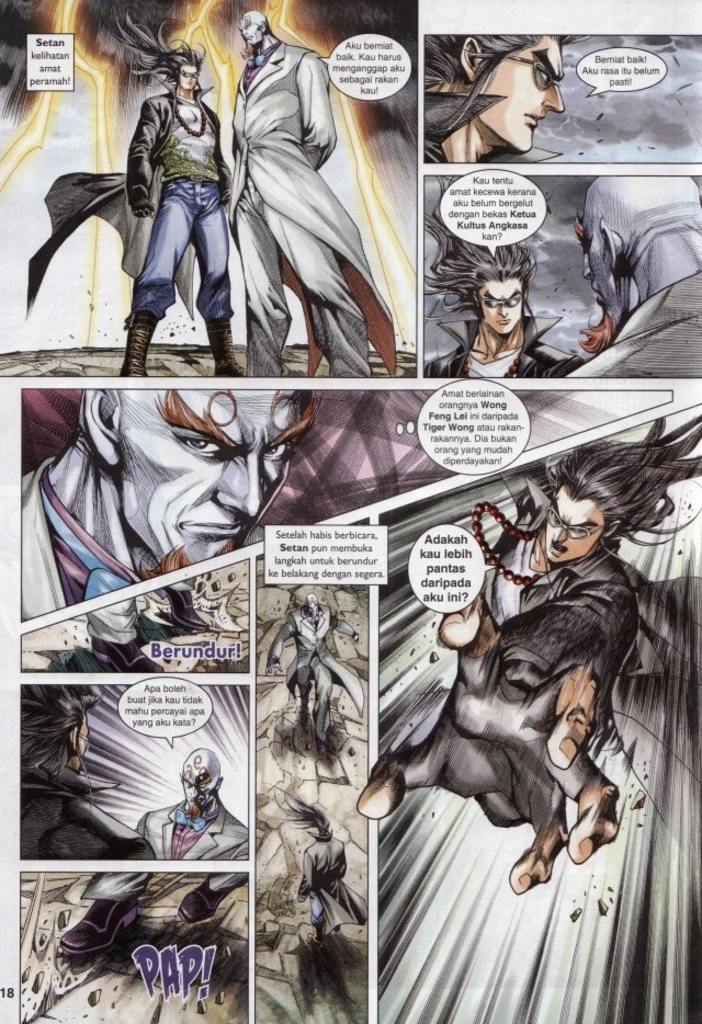 Setan
kelihatan
amat
peramah!
Aku berniat
baik. Kau harus
menganggap aku
sebagai rakan
kau!
Berniat baik!
Aku rasa itu belum
pasti!
Kau tentu
amat kecewa kerana
aku belum bergelut
dengan bekas Ketua
Kultus Angkasa
kan?
Amat berlainan
orangnya Wong
Feng Lei ini daripada
Tiger Wong atau rakan-
rakannya. Dia bukan
orang yang mudah
diperdayakan!
Setelah habis berbicara,
Setan pun membuka
langkah untuk berundur
ke belakang dengan segera.
Adakah
kau lebih
pantas
daripada
aku ini?
Berundur!
Apa boleh
buat jika kau tidak
mahu percayai apa
yang aku kata?
PAP!
18